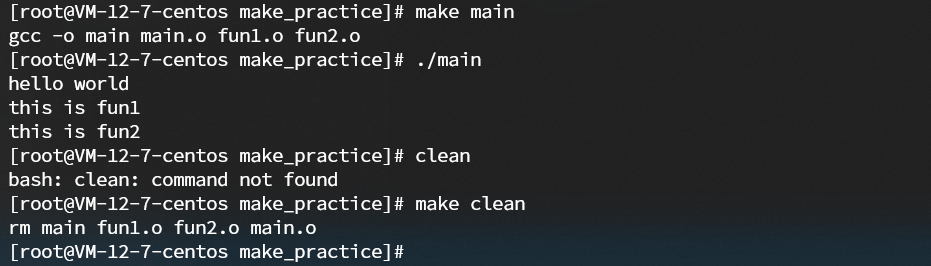 [root@VM-12-7-centos make_practice]# make main
gcc -o main main.o fun1.o fun2.o
[root@VM-12-7-centos make_practice]# ./main
hello world
this is fun1
this is fun2
[root@VM-12-7-centos make_practice]# clean
bash: clean: command not found
[root@VM-12-7-centos make_practice]# make clean
rm main fun1.o fun2.o main.o
[root@VM-12-7-centos make_practice]#